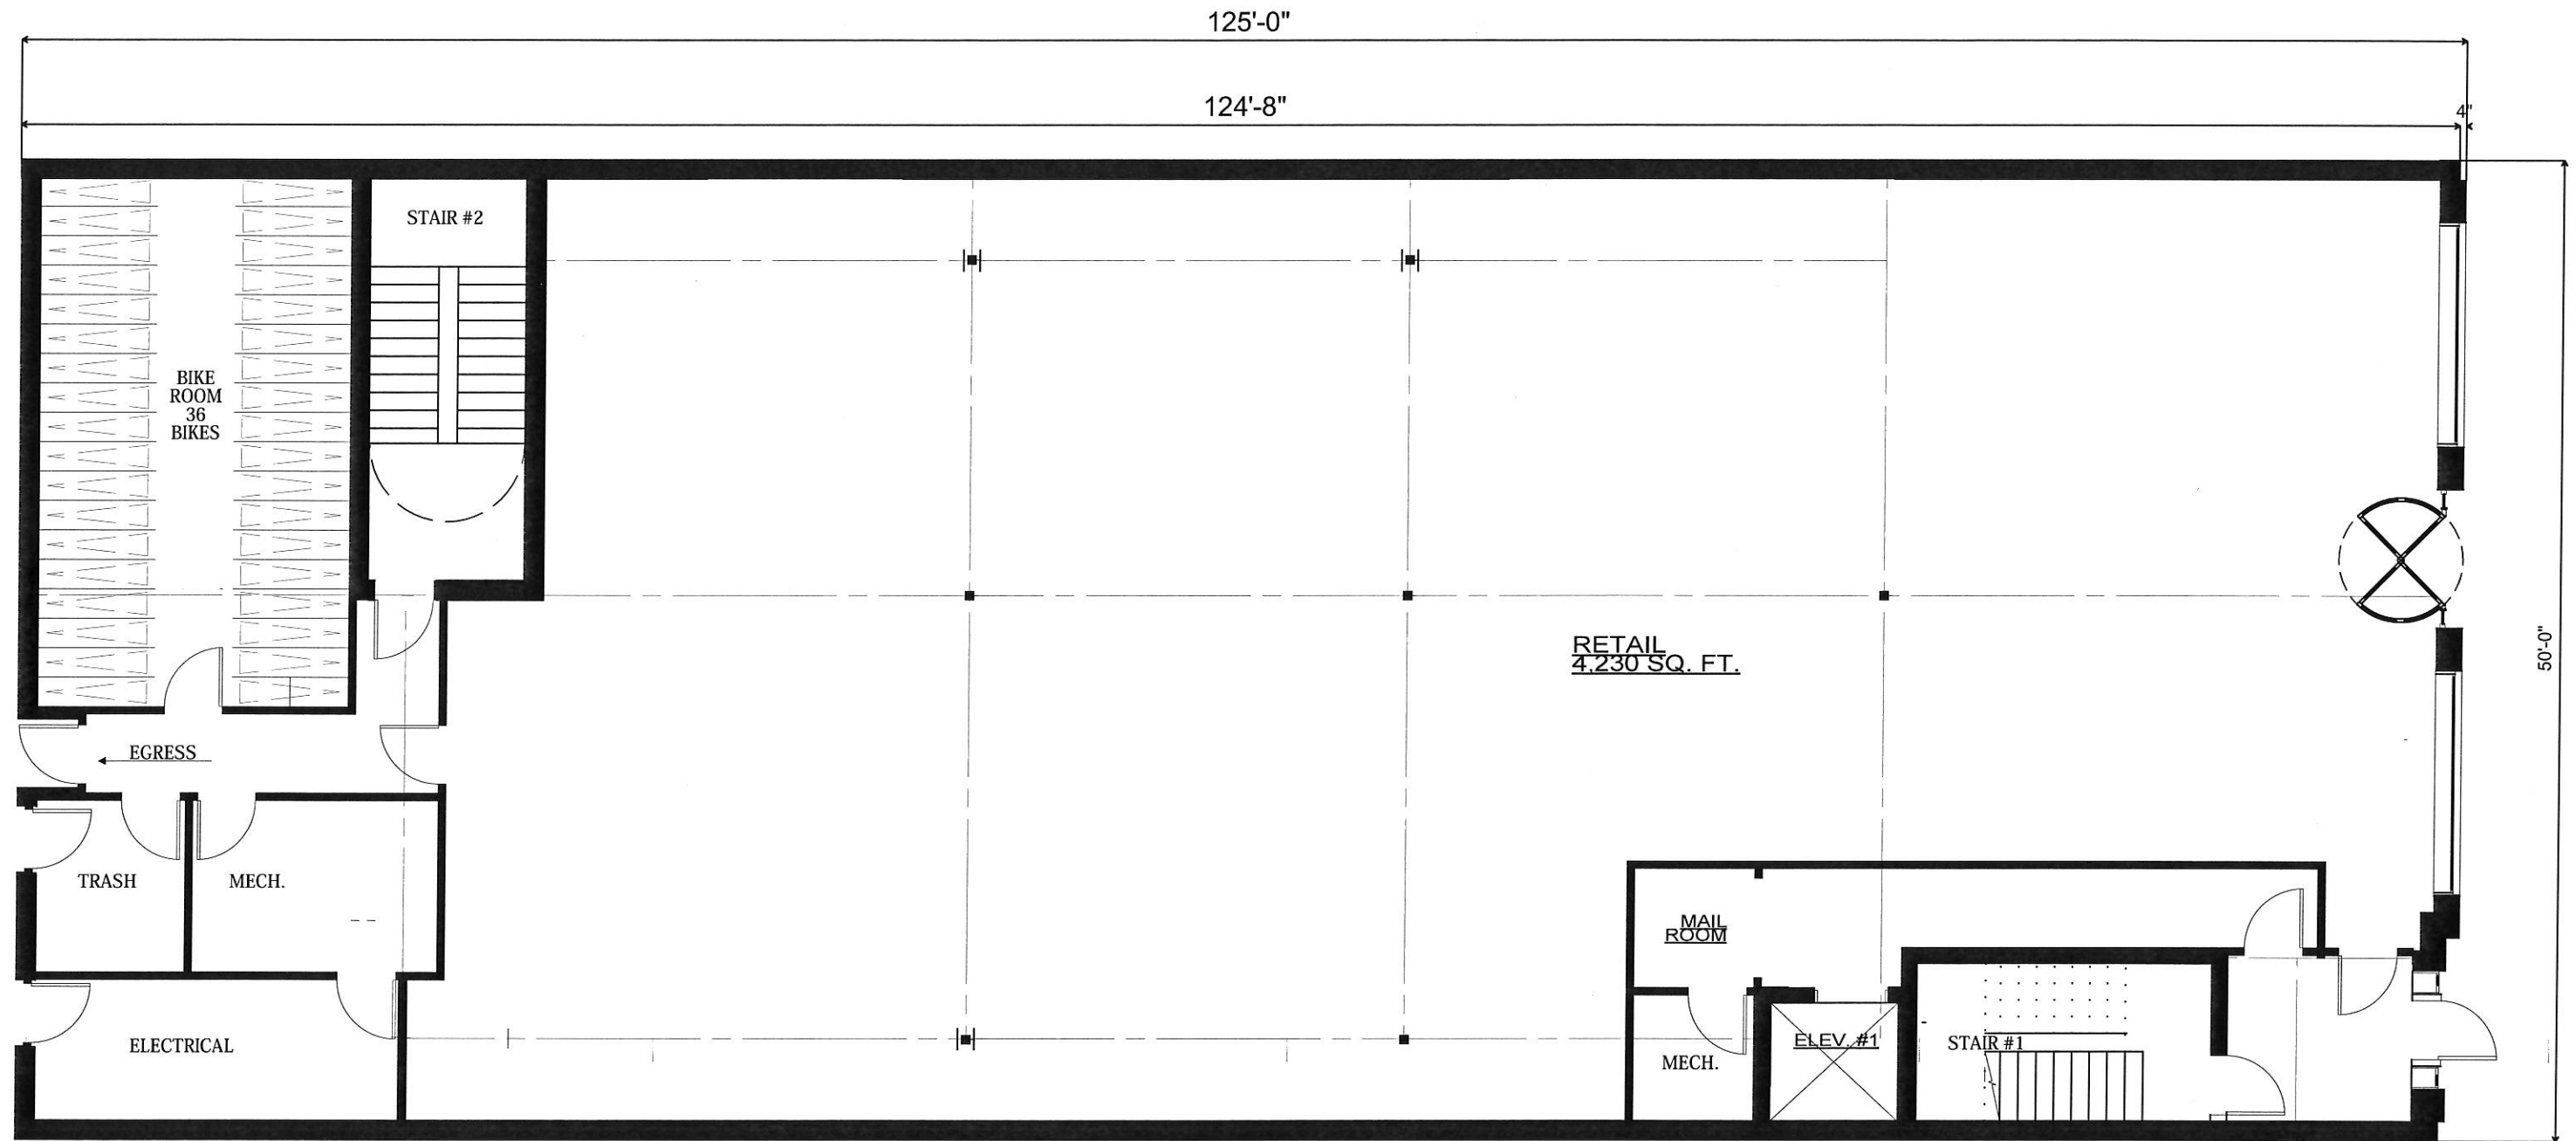 125'-0"
124'-8"
4"
STAIR #2
BIKE
ROOM
36
BIKES
RETAIL
4,230 SQ. FT.
50'-0"
EGRESS
TRASH
MECH.
MAIL
ROOM
ELECTRICAL
MECH.
ELEV. #1
STAIR #1